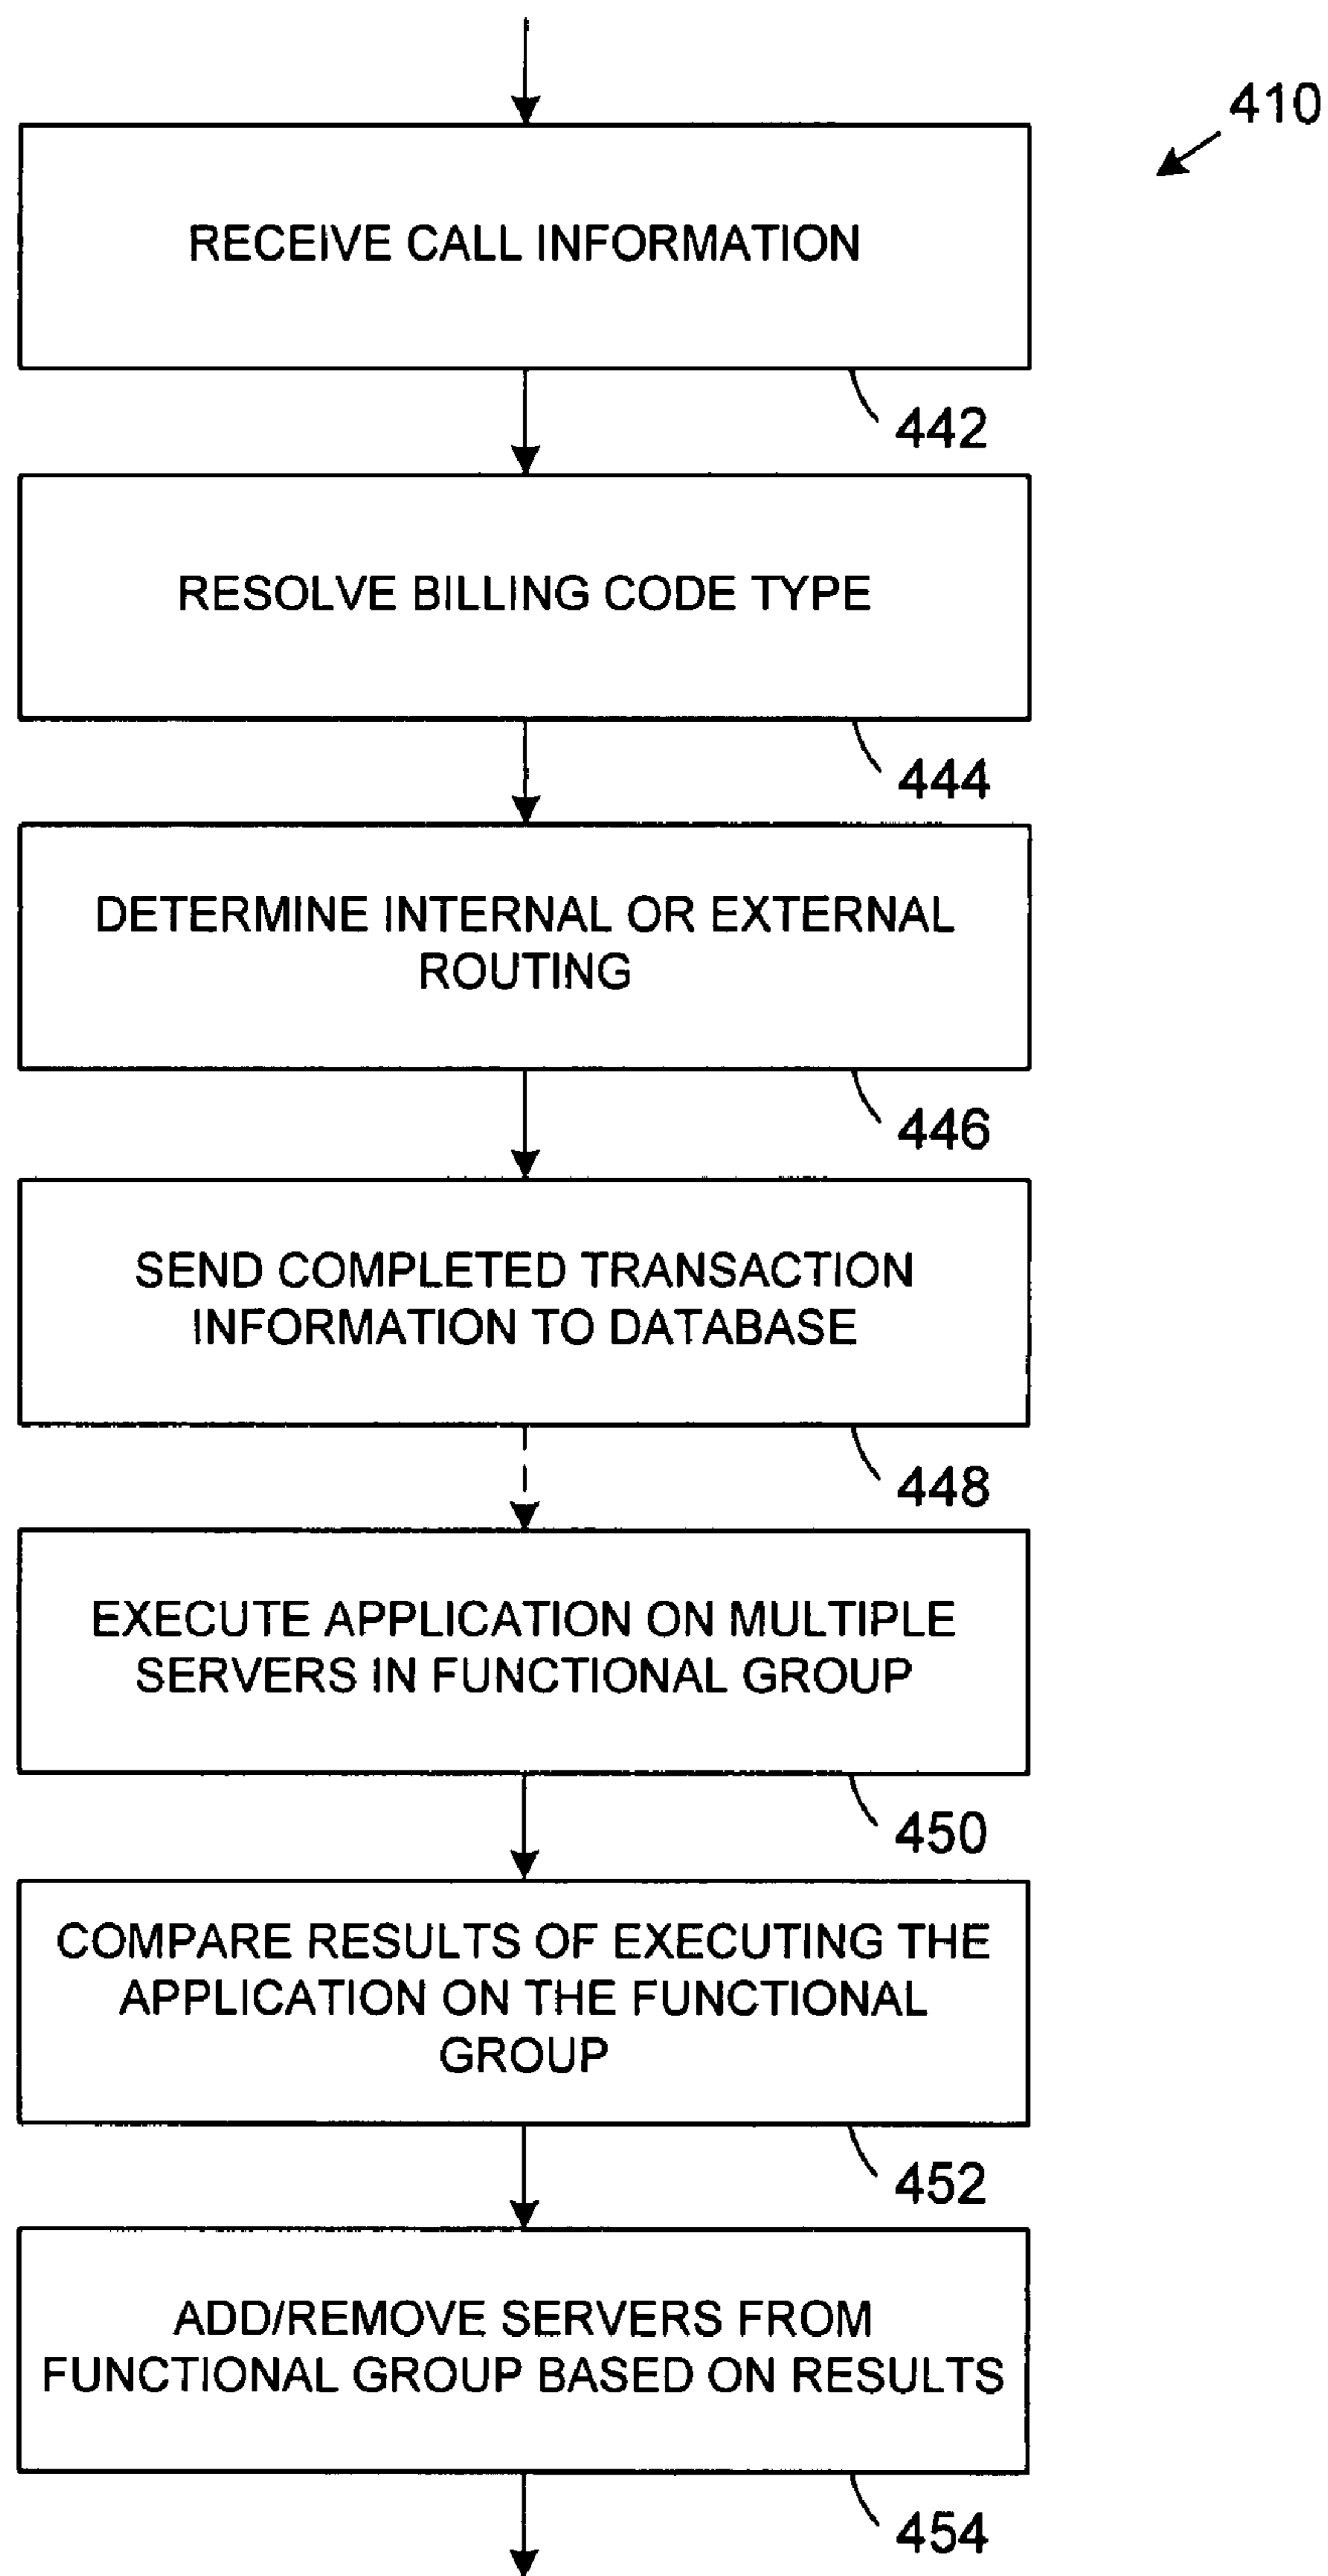 410
RECEIVE CALL INFORMATION
442
RESOLVE BILLING CODE TYPE
444
DETERMINE INTERNAL OR EXTERNAL
ROUTING
446
SEND COMPLETED TRANSACTION
INFORMATION TO DATABASE
448
EXECUTE APPLICATION ON MULTIPLE
SERVERS IN FUNCTIONAL GROUP
450
COMPARE RESULTS OF EXECUTING THE
APPLICATION ON THE FUNCTIONAL
GROUP
452
ADD/REMOVE SERVERS FROM
FUNCTIONAL GROUP BASED ON RESULTS
454